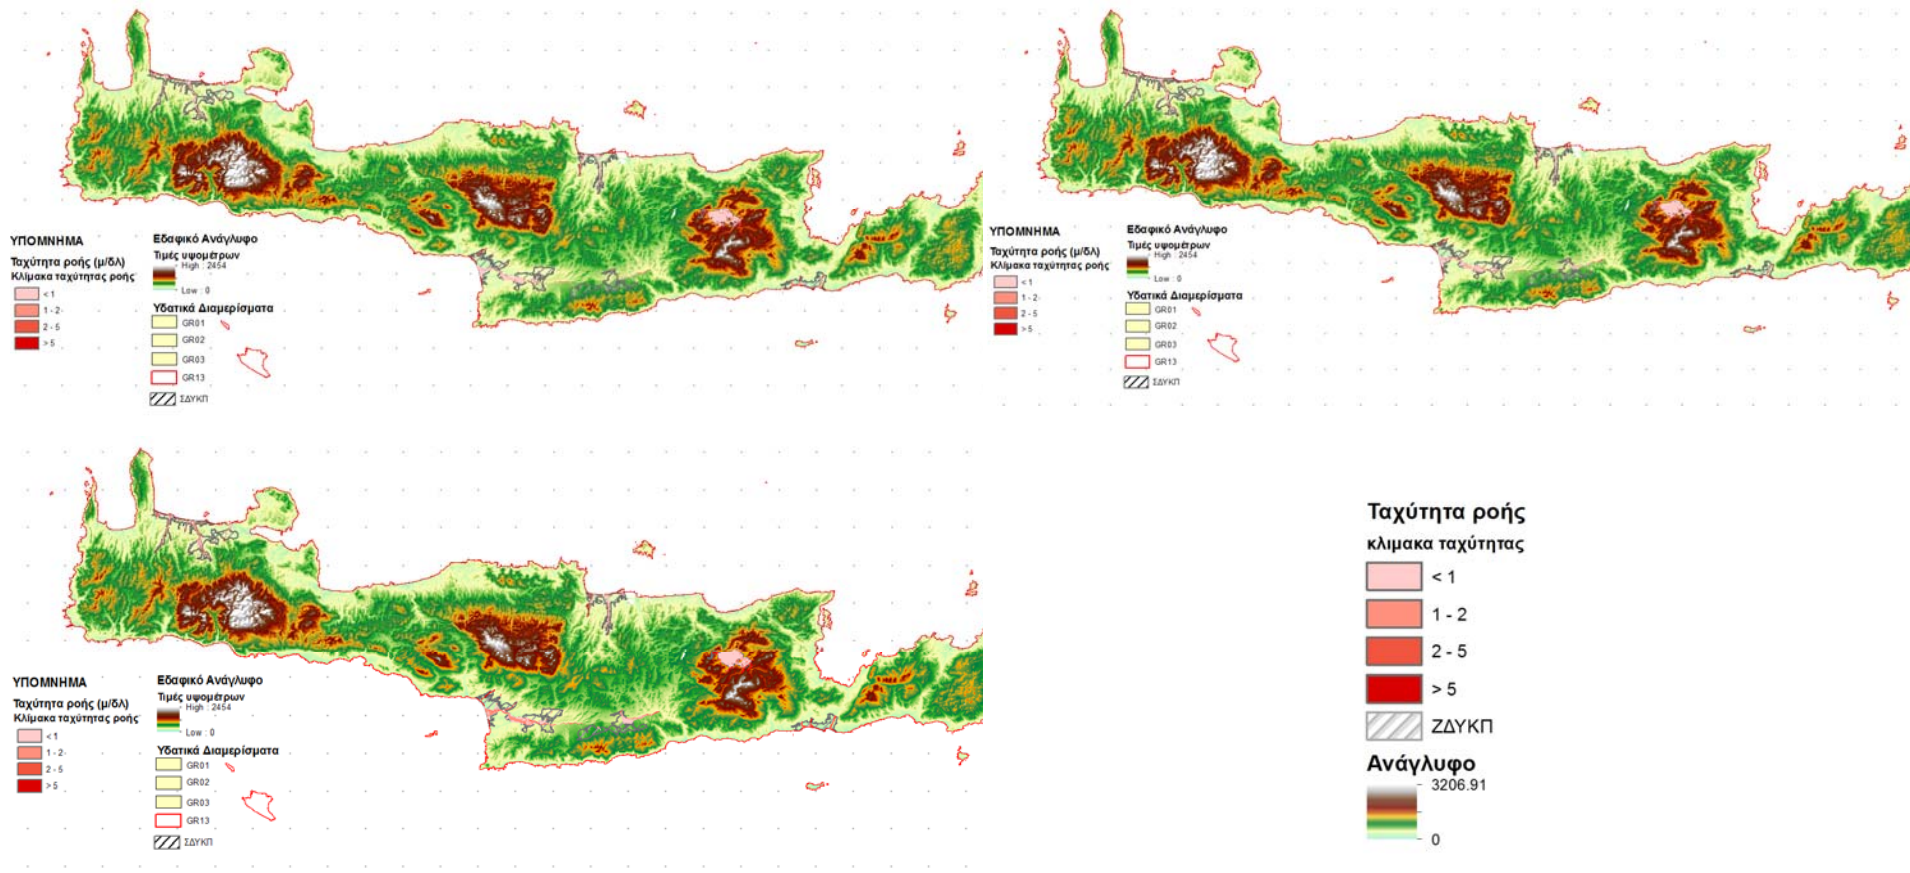 ΥΠΟΜΝΗΜΑ
Ταχύτητα ροής (μ/δλ)
Κλίμακα ταχύτητας ροής
< 1
1 - 2
2 - 5
> 5
Εδαφικό Ανάγλυφο
Τιμές υψομέτρων
High : 2454
Low : 0
Υδατικά Διαμερίσματα
GR01
GR02
GR03
GR13
ΣΔΥΚΠ
ΥΠΟΜΝΗΜΑ
Ταχύτητα ροής (μ/δλ)
Κλίμακα ταχύτητας ροής
< 1
1 - 2
2 - 5
> 5
Εδαφικό Ανάγλυφο
Τιμές υψομέτρων
High : 2454
Low : 0
Υδατικά Διαμερίσματα
GR01
GR02
GR03
GR13
ΣΔΥΚΠ
ΥΠΟΜΝΗΜΑ
Ταχύτητα ροής (μ/δλ)
Κλίμακα ταχύτητας ροής
< 1
1 - 2
2 - 5
> 5
Εδαφικό Ανάγλυφο
Τιμές υψομέτρων
High : 2454
Low : 0
Υδατικά Διαμερίσματα
GR01
GR02
GR03
GR13
ΣΔΥΚΠ
Ταχύτητα ροής
κλιμακα ταχύτητας
< 1
1 - 2
2 - 5
> 5
ΖΔΥΚΠ
Ανάγλυφο
3206.91
0